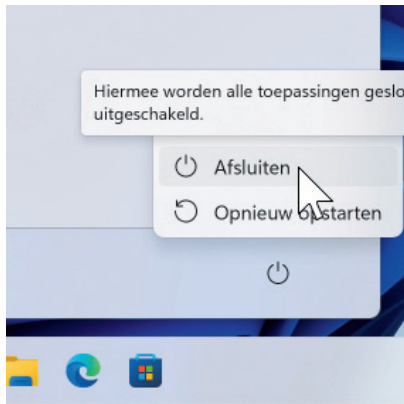 Hiermee worden alle toepassingen geslo
uitgeschakeld.
Afsluiten
Opnieuw opstarten